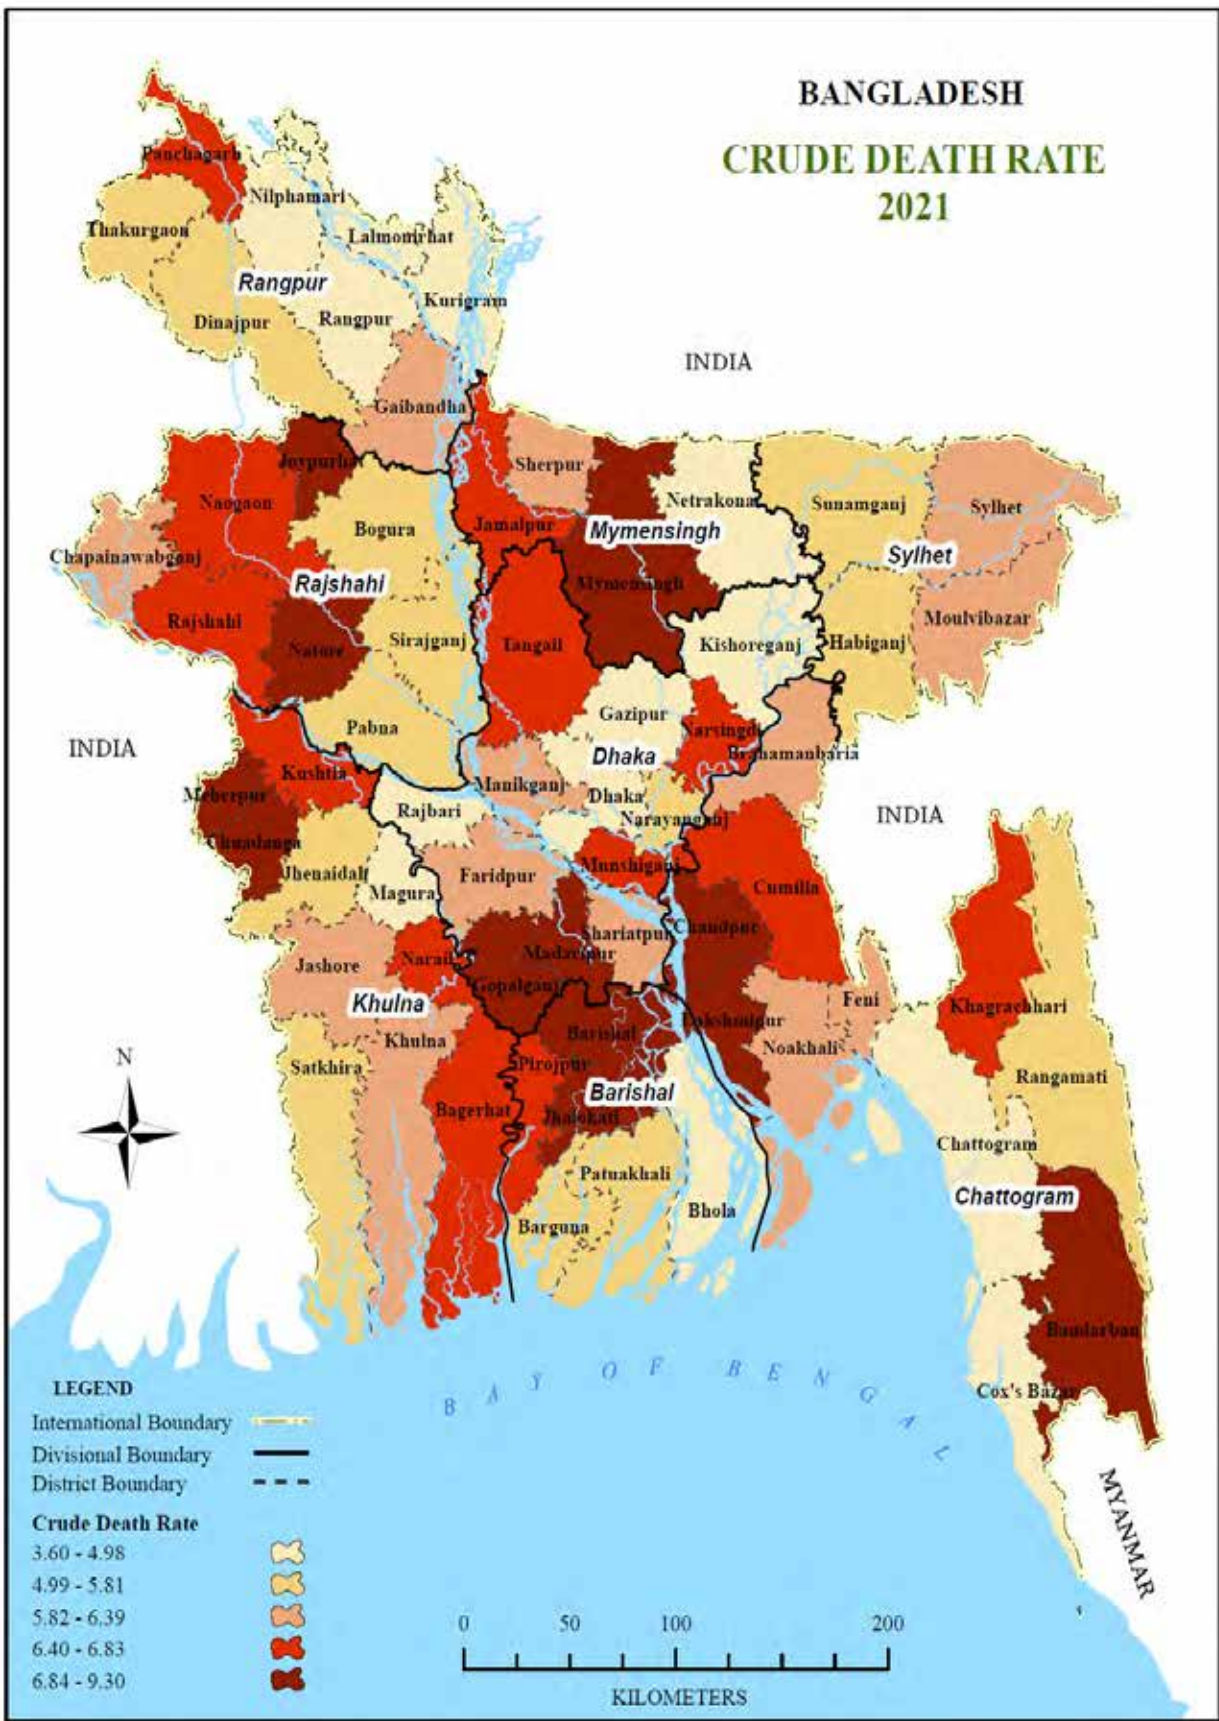 BANGLADESH
CRUDE DEATH RATE
2021
Panchagarh
Nilphamari
Thakurgaon
Lalmonirhat
Rangpur
Kurigram
Dinajpur
Rangpur
INDIA
Gaibandha
Joypurhat
Sherpur
Naogaon
Netrakona
Sunamganj
Sylhet
Bogura
Jamalpur
Mymensingh
Chapainawabganj
Sylhet
Rajshahi
Mymensingh
Rajshahi
Moulvibazar
Nature
Sirajganj
Tangail
Kishoreganj
Habiganj
Gazipur
Pabna
Narsingdi
INDIA
Dhaka
Brahamanbaria
Kushtia
Manikganj
Meherpur
Dhaka
Rajbari
Narayanganj
INDIA
Chuadanga
Jhenaidah
Munshiganj
Magura
Faridpur
Cumilla
Chandpur
Shariatpur
Narail
Madaripur
Jashore
Gopalganj
Khulna
Feni
Khagrachhari
Lakshmipur
Barishal
Khulna
Noakhali
Satkhira
Pirojpur
Rangamati
Barishal
Bagerhat
Jhalokati
N
Chattogram
Patuakhali
Chattogram
Bhola
Barguna
Bandarban
Cox's Bazar
BAY OF BENGAL
MYANMAR
LEGEND
International Boundary
Divisional Boundary
District Boundary
Crude Death Rate
3.60 - 4.98
4.99 - 5.81
5.82 - 6.39
6.40 - 6.83
6.84 - 9.30
0 50 100 200
KILOMETERS